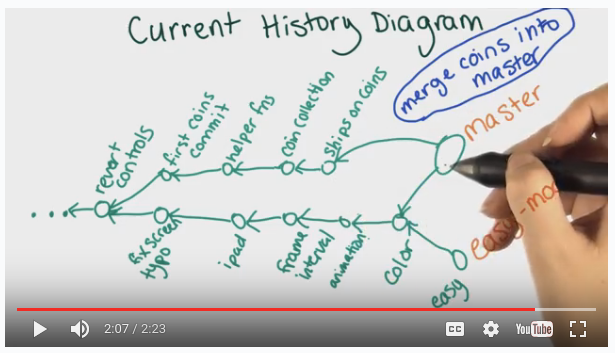 Current History Diagram
merge coins into
master
master
revert
controls
first coins
commit
helper fns
coin collection
ships on coins
fix screen
typo
ipad
frame
interval
animation
color
easy
easy-mo
2:07 / 2:23
CC
YouTube